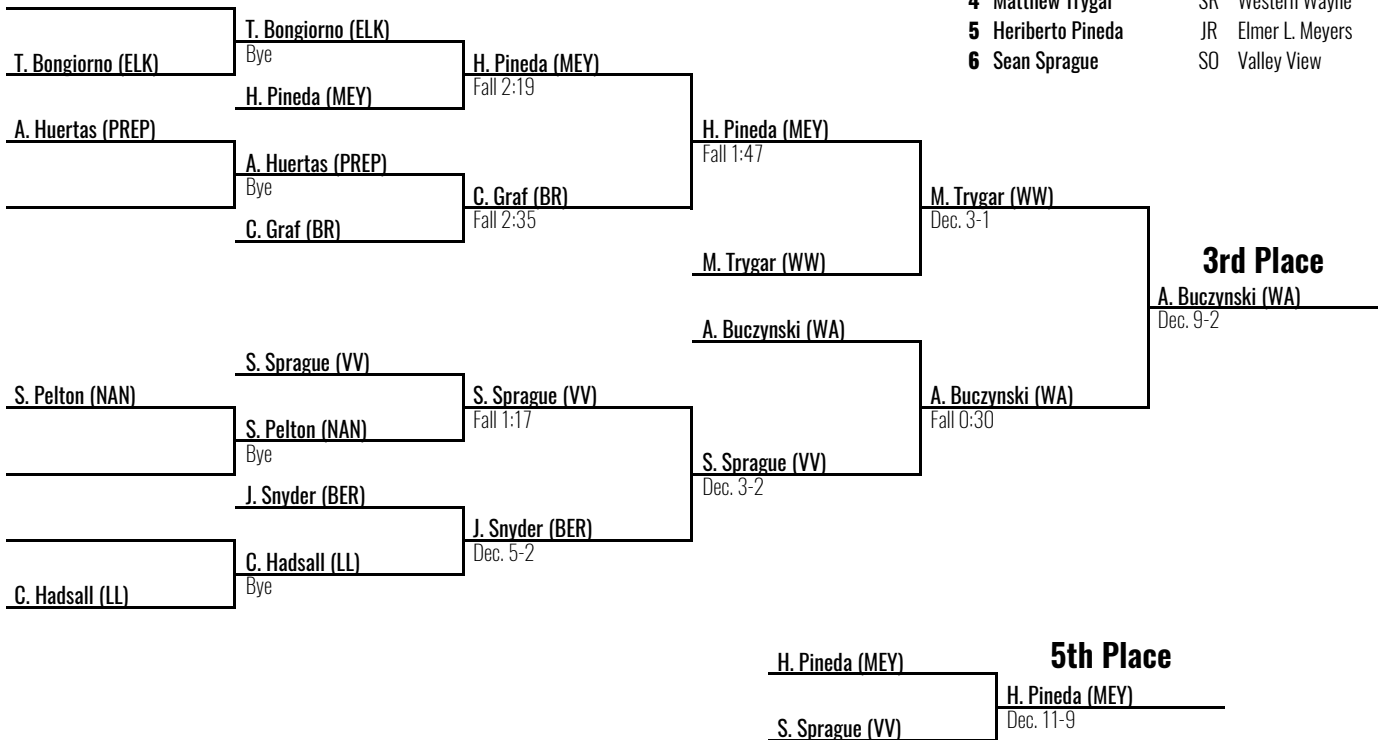 4 Matthew Trygar SR Western Wayne
5 Heriberto Pineda JR Elmer L. Meyers
6 Sean Sprague SO Valley View
T. Bongiorno (ELK)
Bye
T. Bongiorno (ELK)
H. Pineda (MEY)
Fall 2:19
H. Pineda (MEY)
A. Huertas (PREP)
H. Pineda (MEY)
Fall 1:47
A. Huertas (PREP)
Bye
C. Graf (BR)
Fall 2:35
C. Graf (BR)
M. Trygar (WW)
Dec. 3-1
M. Trygar (WW)
3rd Place
A. Buczynski (WA)
Dec. 9-2
A. Buczynski (WA)
S. Sprague (VV)
S. Pelton (NAN)
S. Sprague (VV)
Fall 1:17
A. Buczynski (WA)
Fall 0:30
S. Pelton (NAN)
Bye
S. Sprague (VV)
Dec. 3-2
J. Snyder (BER)
J. Snyder (BER)
Dec. 5-2
C. Hadsall (LL)
Bye
C. Hadsall (LL)
5th Place
H. Pineda (MEY)
H. Pineda (MEY)
Dec. 11-9
S. Sprague (VV)